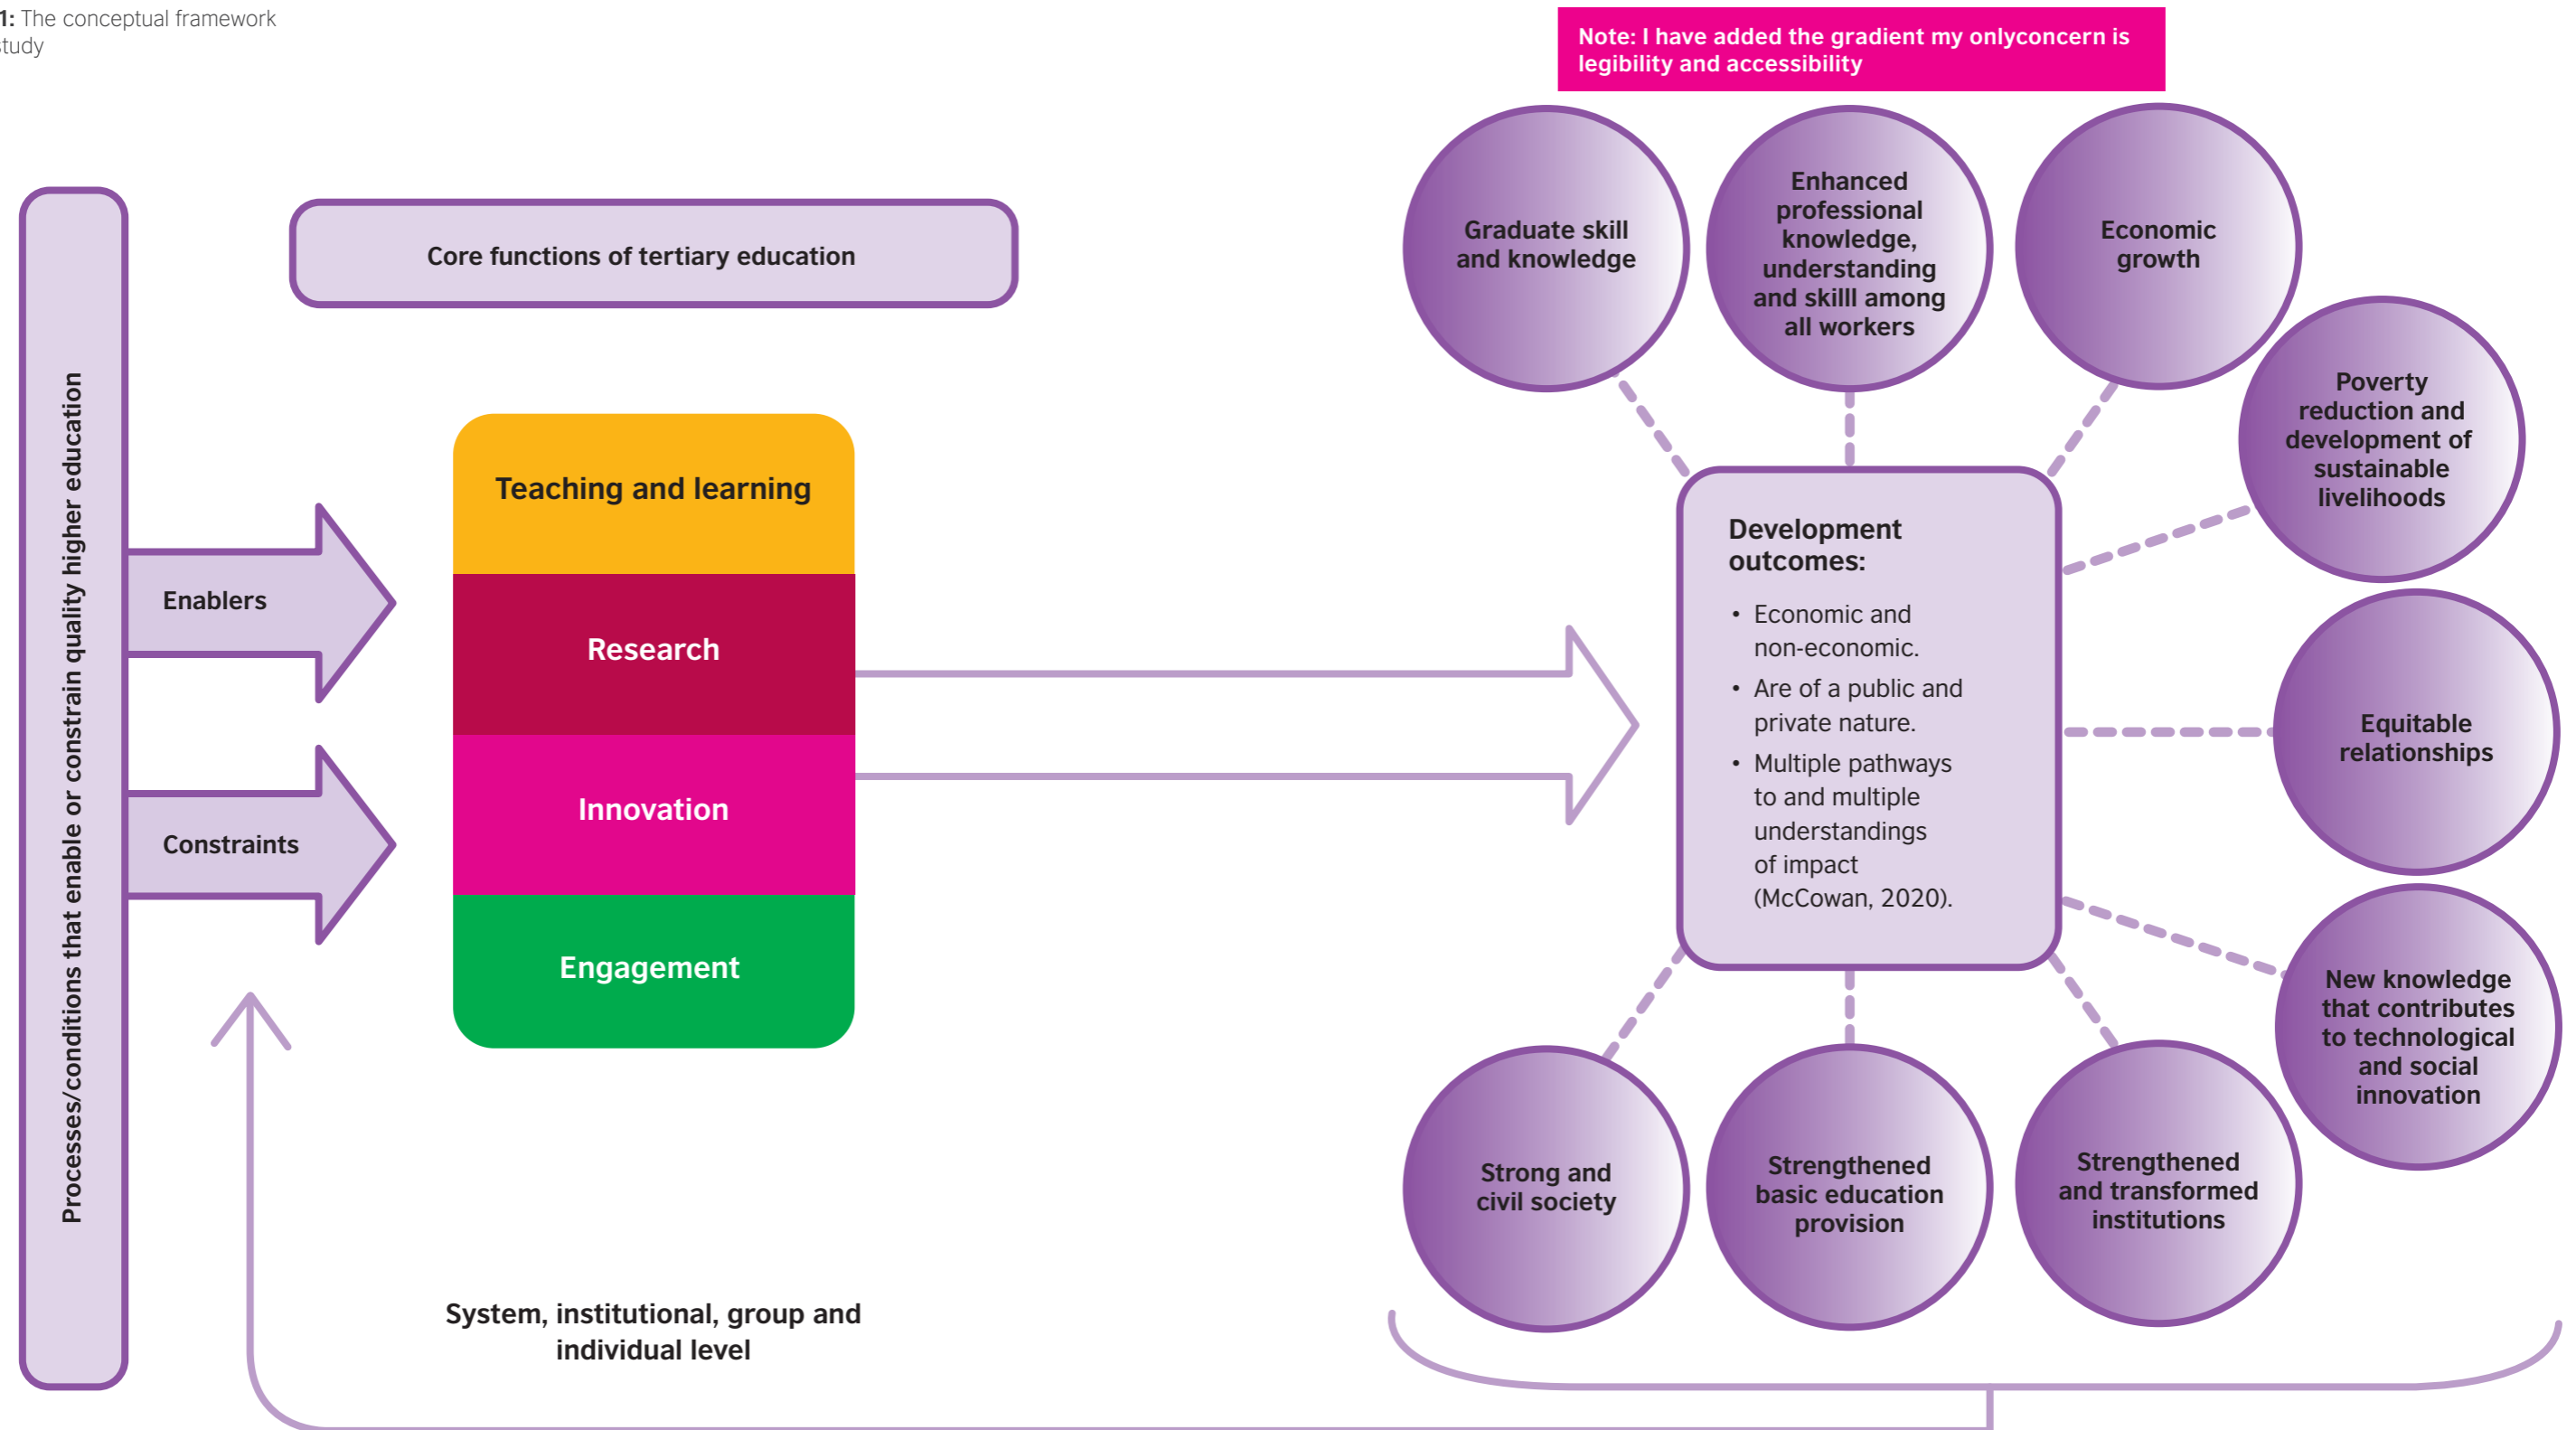 1: The conceptual framework
study
Note: I have added the gradient my onlyconcern is
legibility and accessibility
Processes/conditions that enable or constrain quality higher education
Core functions of tertiary education
Enablers
Constraints
Teaching and learning
Research
Innovation
Engagement
System, institutional, group and
individual level
Development
outcomes:
• Economic and
non-economic.
• Are of a public and
private nature.
• Multiple pathways
to and multiple
understandings
of impact
(McCowan, 2020).
Graduate skill
and knowledge
Enhanced
professional
knowledge,
understanding
and skilll among
all workers
Economic
growth
Poverty
reduction and
development of
sustainable
livelihoods
Equitable
relationships
New knowledge
that contributes
to technological
and social
innovation
Strengthened
and transformed
institutions
Strengthened
basic education
provision
Strong and
civil society